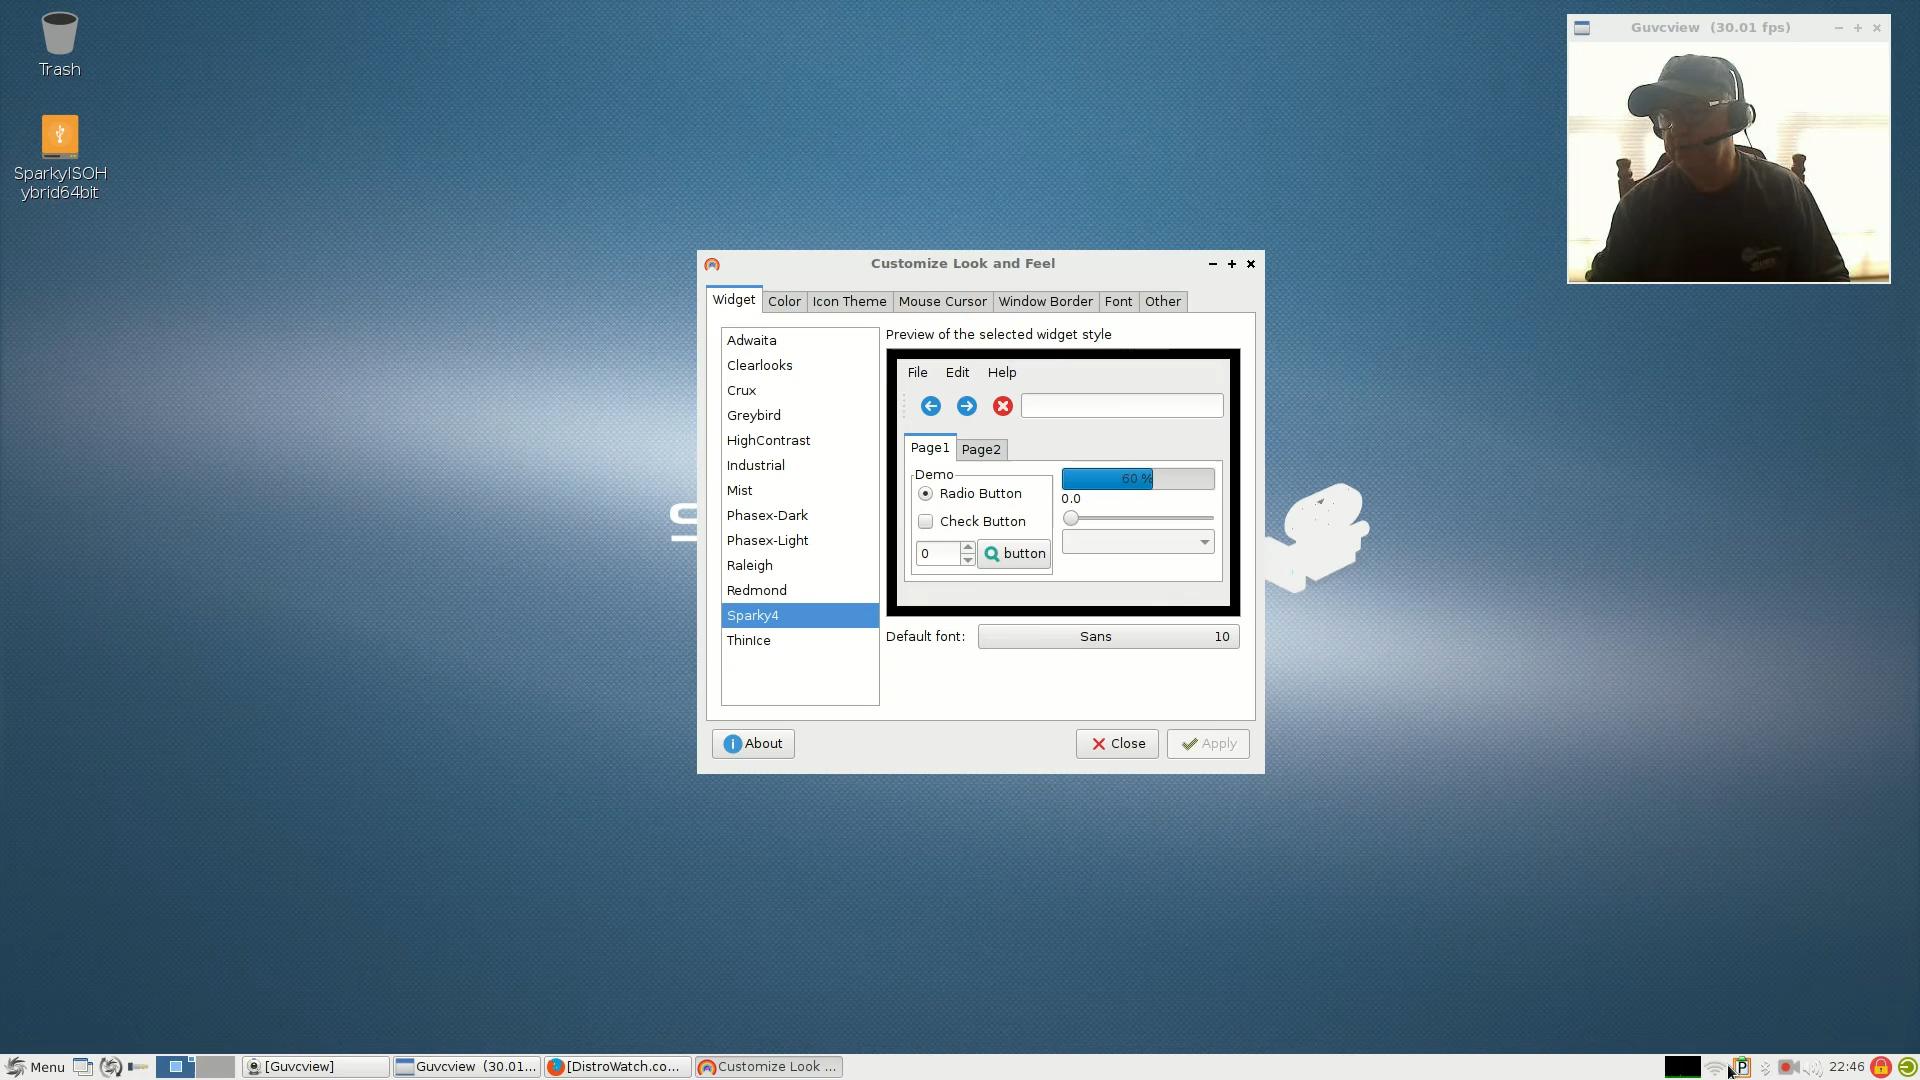 Trash
SparkyISOH
ybrid64bit
Guvcview (30.01 fps)
Customize Look and Feel
Widget Color Icon Theme Mouse Cursor Window Border Font Other
Adwaita
Clearlooks
Crux
Greybird
HighContrast
Industrial
Mist
Phasex-Dark
Phasex-Light
Raleigh
Redmond
Sparky4
ThinIce
Preview of the selected widget style
File Edit Help
Page1 Page2
Demo
Radio Button
Check Button
0
button
60 %
0.0
Default font: Sans 10
About
Close
Apply
Menu
[Guvcview]
Guvcview (30.01...
[DistroWatch.co...
Customize Look ...
P
22:46